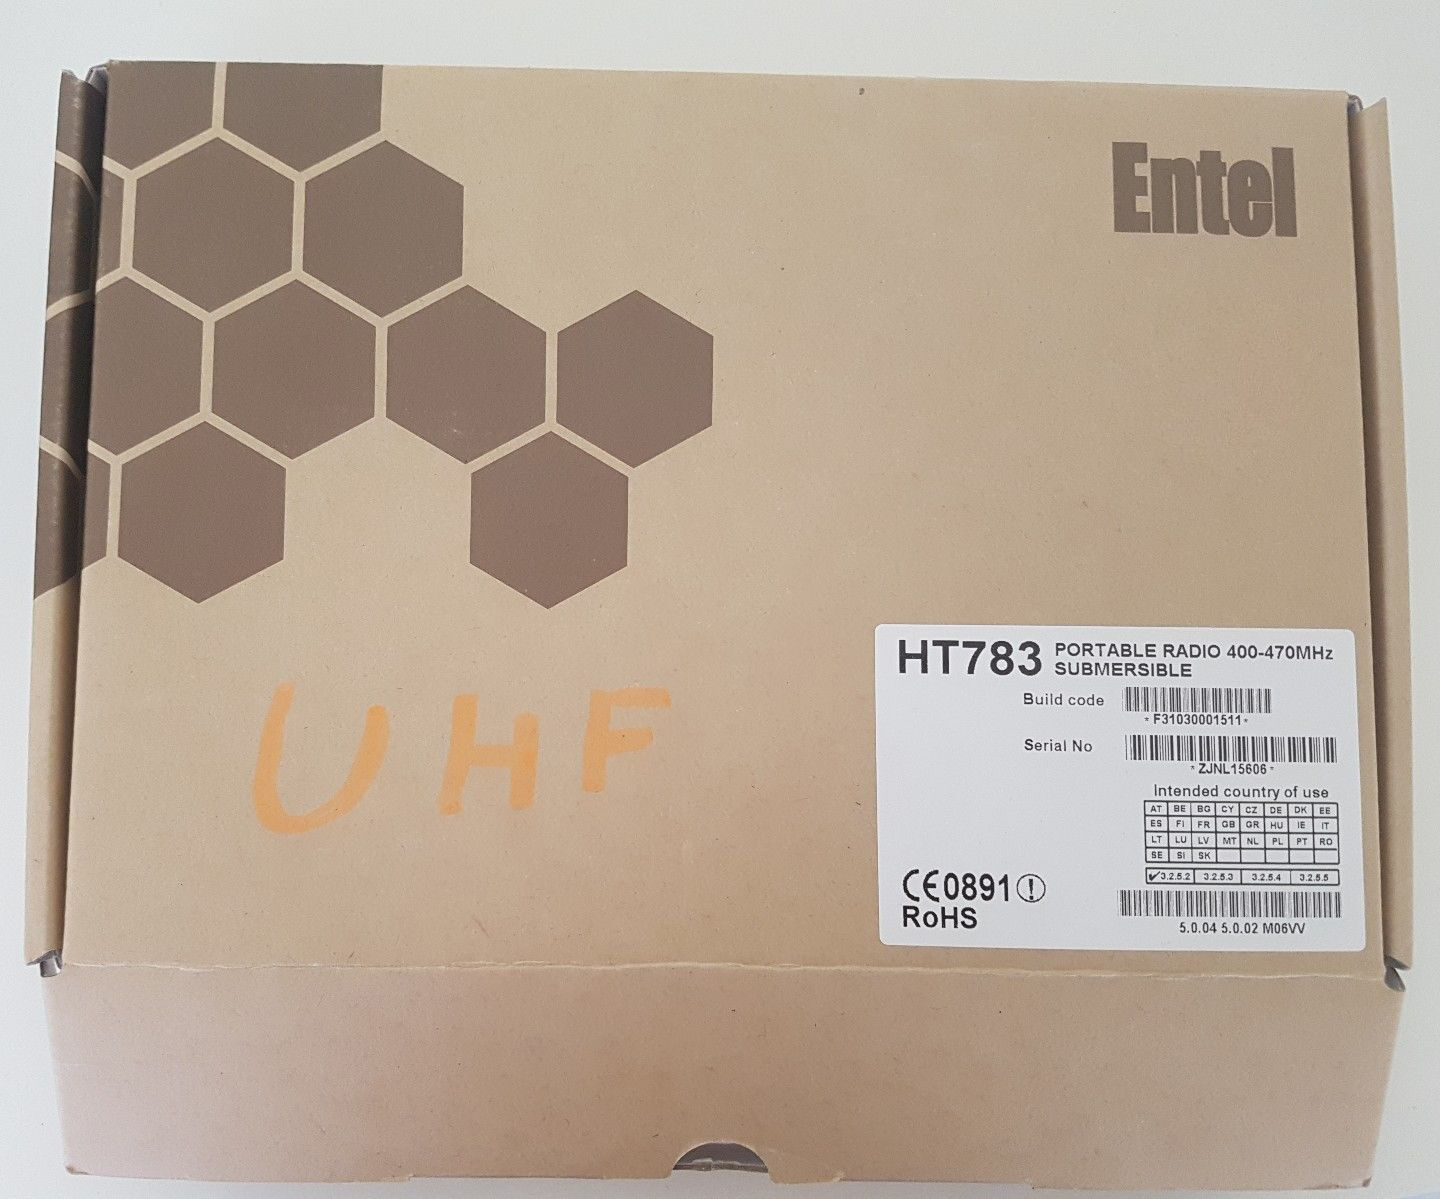 Entel
UHF
HT783 PORTABLE RADIO 400-470MHz
SUBMERSIBLE
Build code
*F31030001511*
Serial No
*ZJNL15606*
Intended country of use
AT BE BG CY CZ DE DK EE
ES FI FR GB GR HU IE IT
LT LU LV MT NL PL PT RO
SE SI SK
✓3.2.5.2 3.2.5.3 3.2.5.4 3.2.5.5
CE0891
RoHS
5.0.04 5.0.02 M06VV